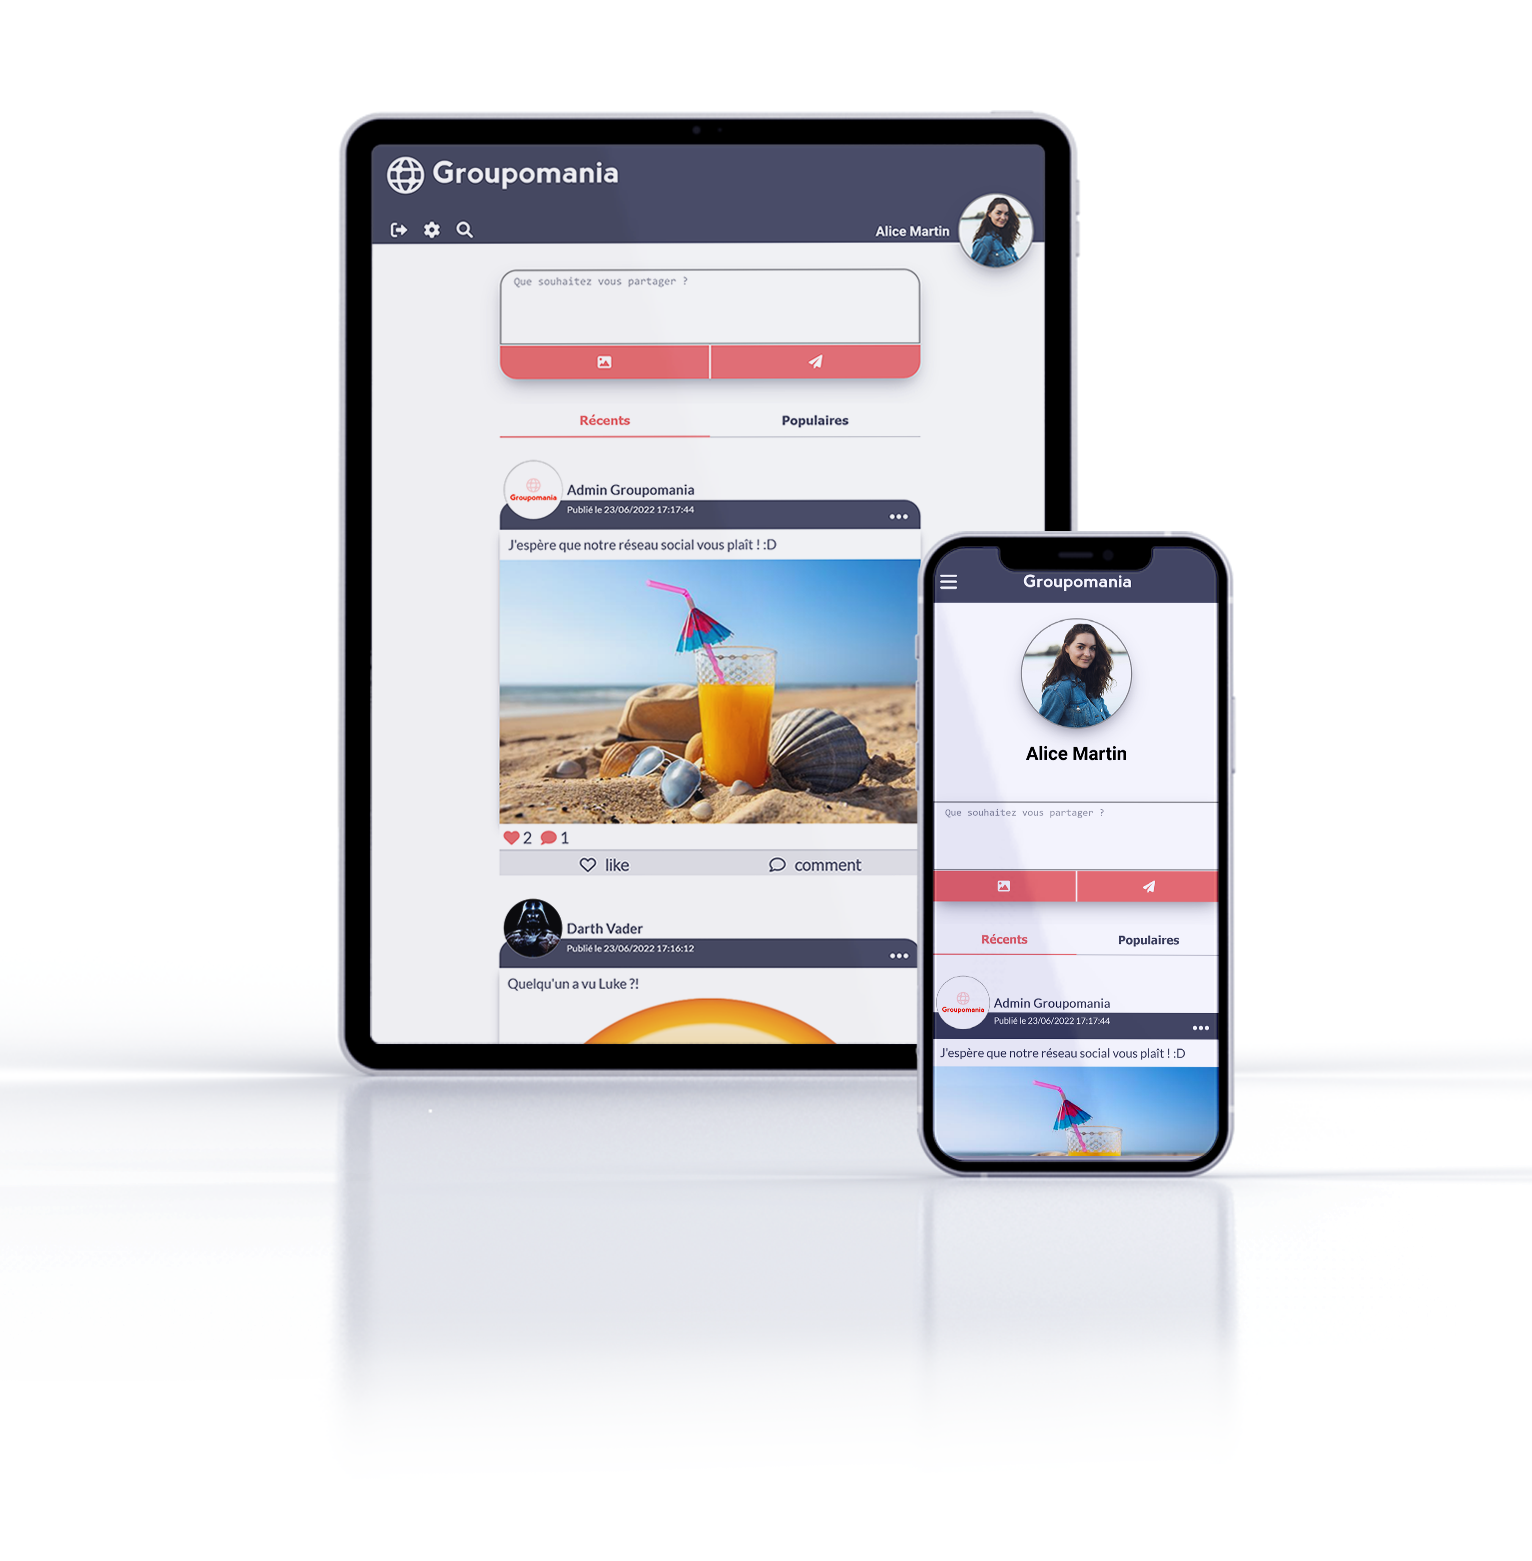 Groupomania
Alice Martin
Que souhaitez vous partager ?
Récents Populaires
Groupomania
Admin Groupomania
Publié le 23/06/2022 17:17:44
J'espère que notre réseau social vous plaît ! :D
2 1
like comment
Darth Vader
Publié le 23/06/2022 17:16:12
Quelqu'un a vu Luke ?!
Groupomania
Alice Martin
Que souhaitez vous partager ?
Récents Populaires
Groupomania
Admin Groupomania
Publié le 23/06/2022 17:17:44
J'espère que notre réseau social vous plaît ! :D